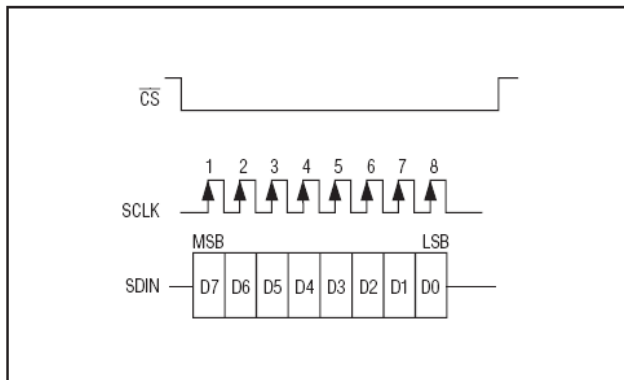 C̅S̅
1 2 3 4 5 6 7 8
SCLK
MSB LSB
SDIN D7 D6 D5 D4 D3 D2 D1 D0